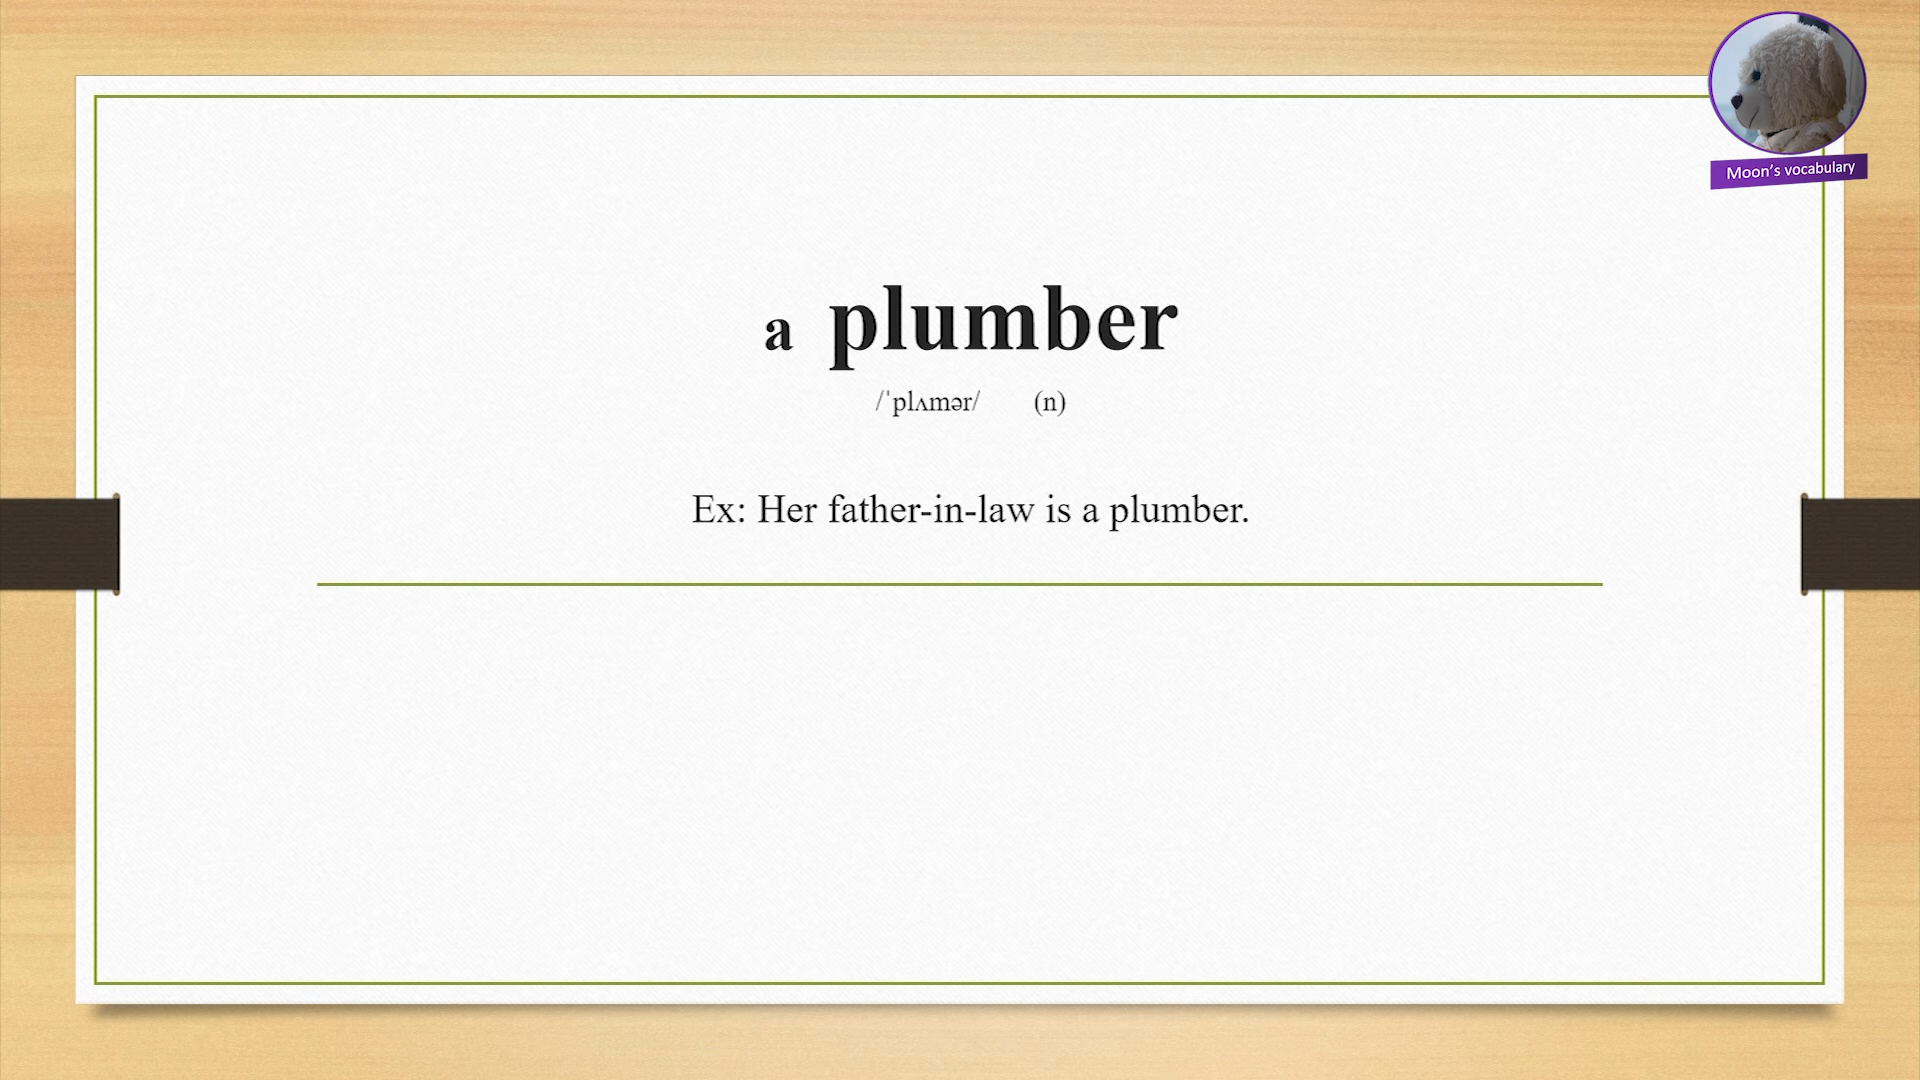 Moon's vocabulary
a plumber
/ˈplʌmər/ (n)
Ex: Her father-in-law is a plumber.